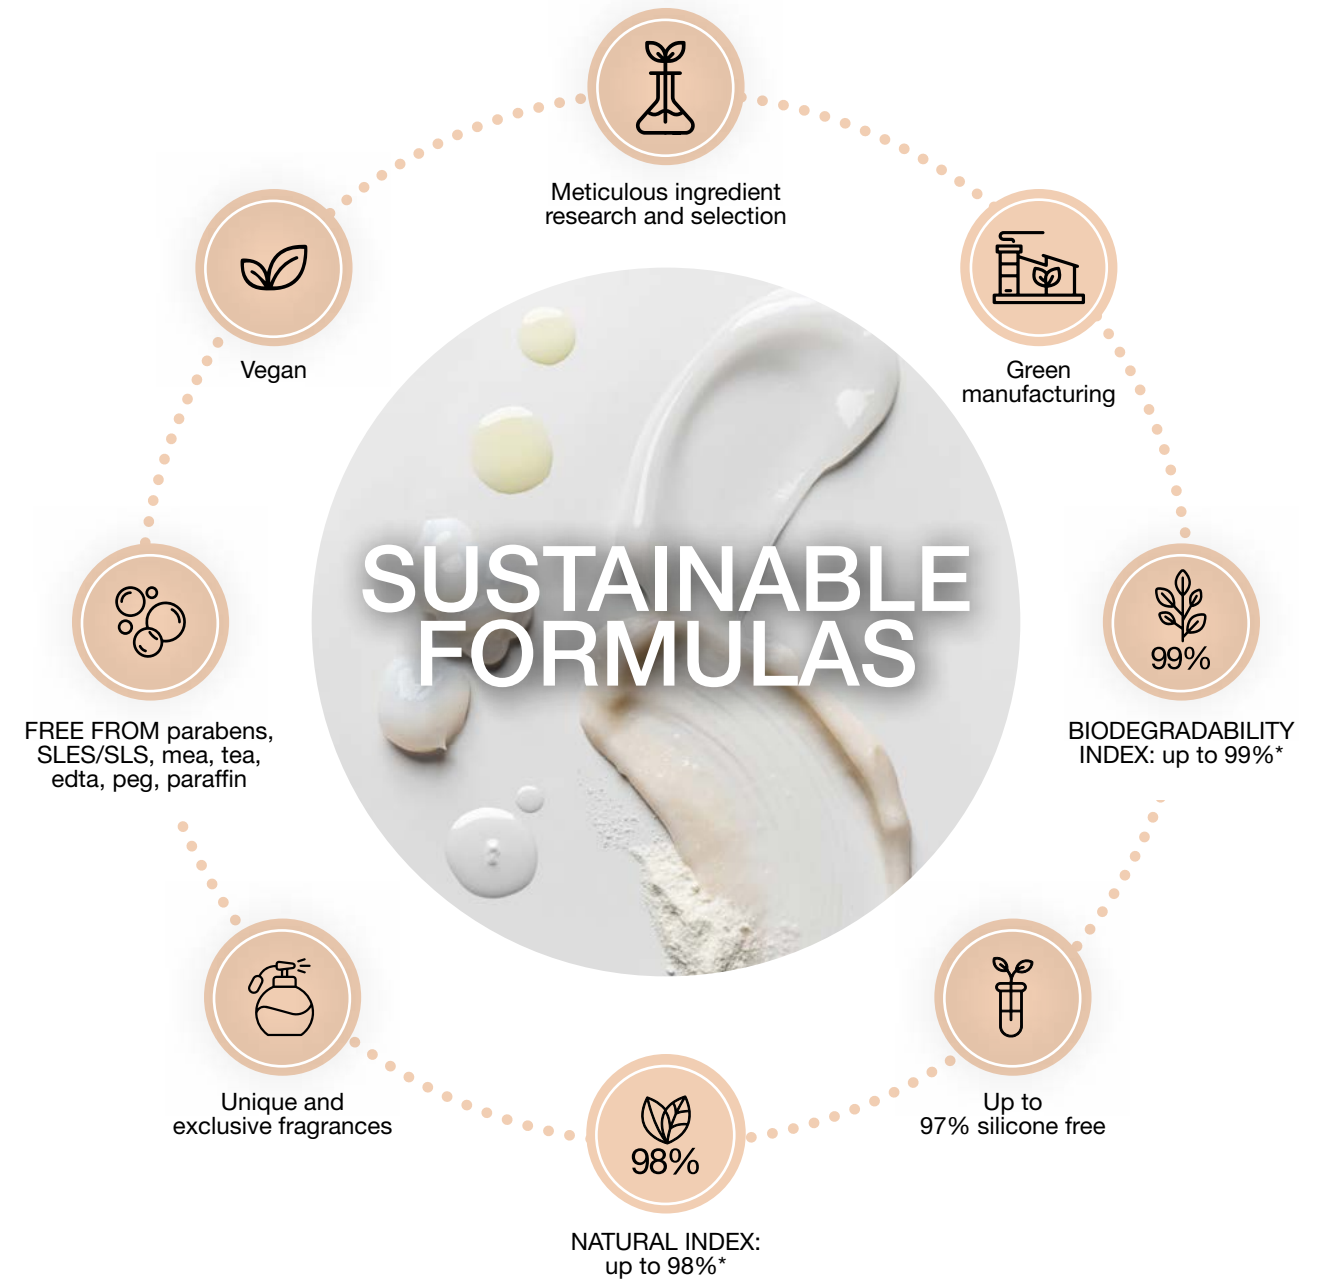 Meticulous ingredient
research and selection
Green
manufacturing
99%
BIODEGRADABILITY
INDEX: up to 99%*
Up to
97% silicone free
98%
NATURAL INDEX:
up to 98%*
Unique and
exclusive fragrances
FREE FROM parabens,
SLES/SLS, mea, tea,
edta, peg, paraffin
Vegan
SUSTAINABLE
FORMULAS